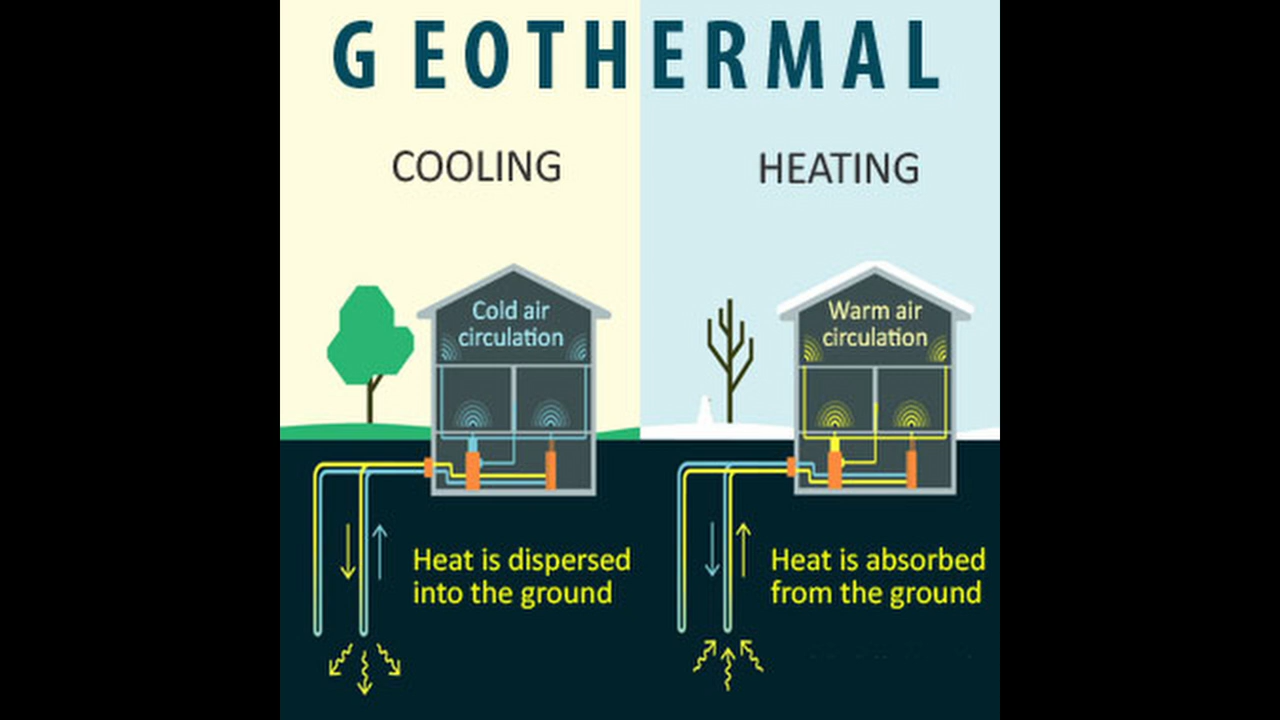 GEOTHERMAL
COOLING
HEATING
Cold air
circulation
Warm air
circulation
Heat is dispersed
into the ground
Heat is absorbed
from the ground